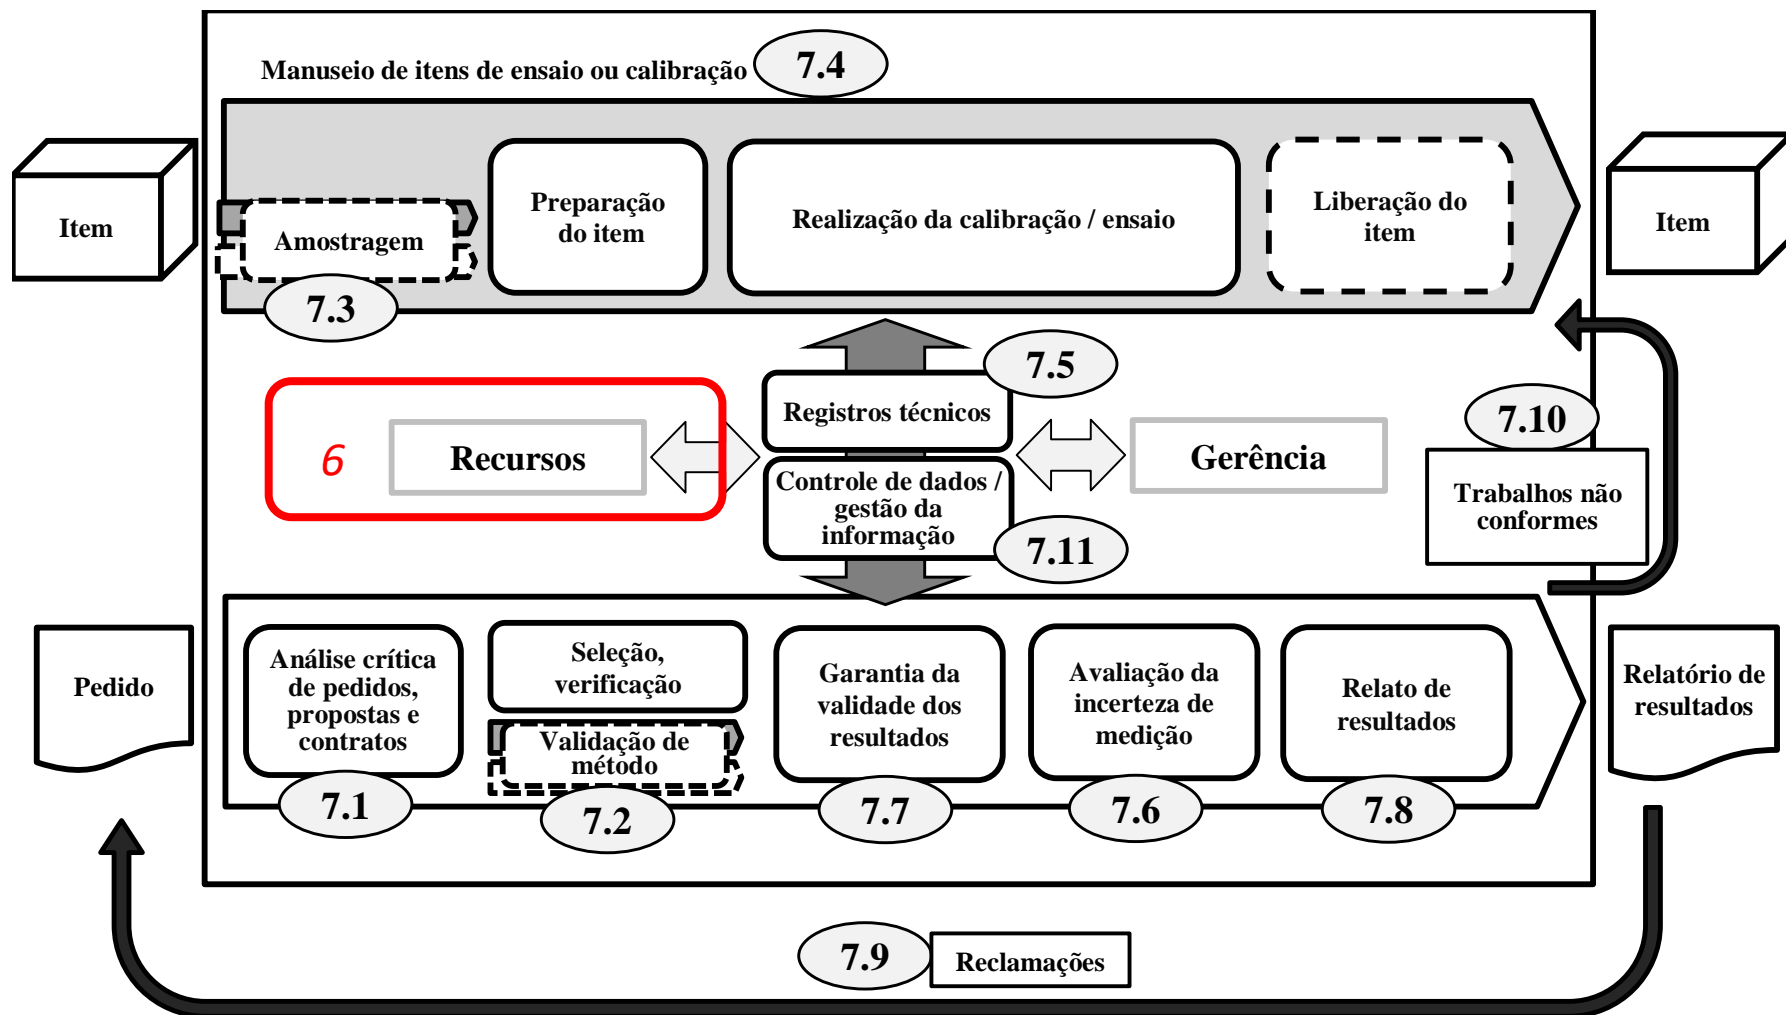 Manuseio de itens de ensaio ou calibração
7.4
Item
Amostragem
7.3
Preparação
do item
Realização da calibração / ensaio
Liberação do
item
Item
7.5
Registros técnicos
6
Recursos
Gerência
Controle de dados /
gestão da
informação
7.11
7.10
Trabalhos não
conformes
Pedido
Análise crítica
de pedidos,
propostas e
contratos
7.1
Seleção,
verificação
Validação de
método
7.2
Garantia da
validade dos
resultados
7.7
Avaliação da
incerteza de
medição
7.6
Relato de
resultados
7.8
Relatório de
resultados
7.9
Reclamações